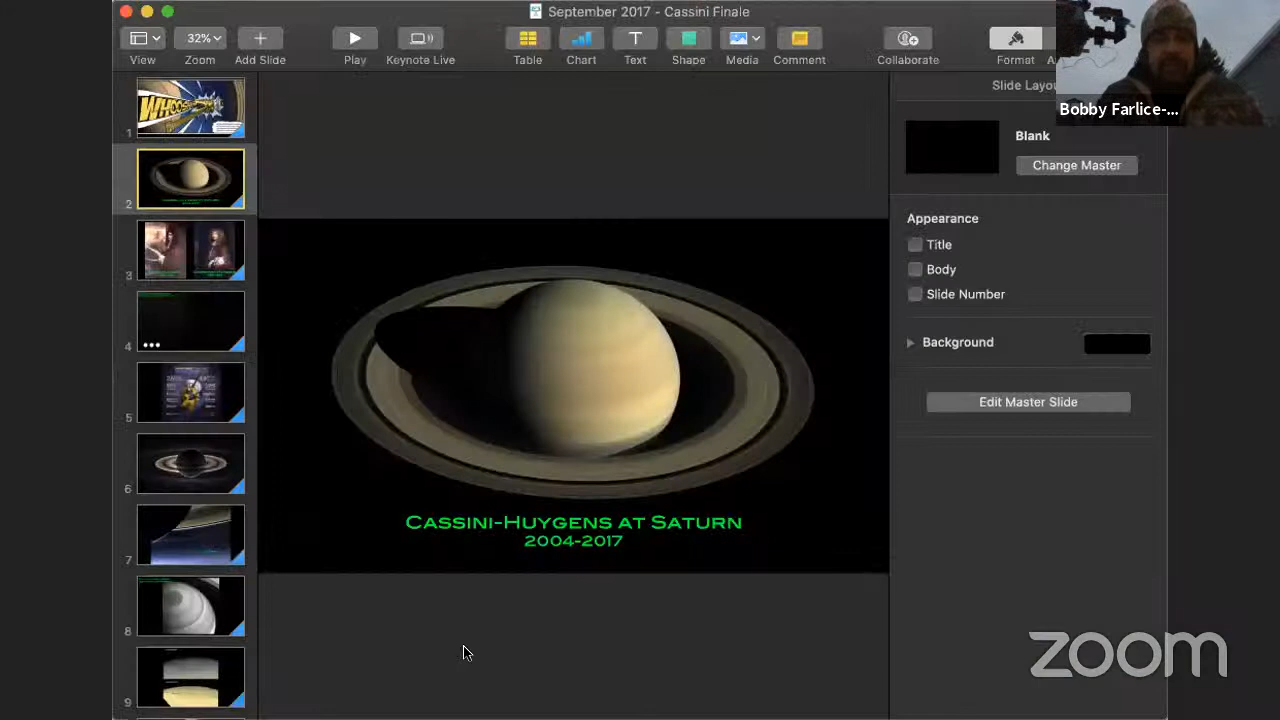 September 2017 - Cassini Finale
32%
View
Zoom
Add Slide
Play
Keynote Live
Table
Chart
Text
Shape
Media
Comment
Collaborate
Format
Slide Layou
Bobby Farlice-...
Blank
Change Master
Appearance
Title
Body
Slide Number
Background
Edit Master Slide
1
WHOOSH
2
3
4
5
6
7
8
9
Cassini-Huygens at Saturn
2004-2017
zoom